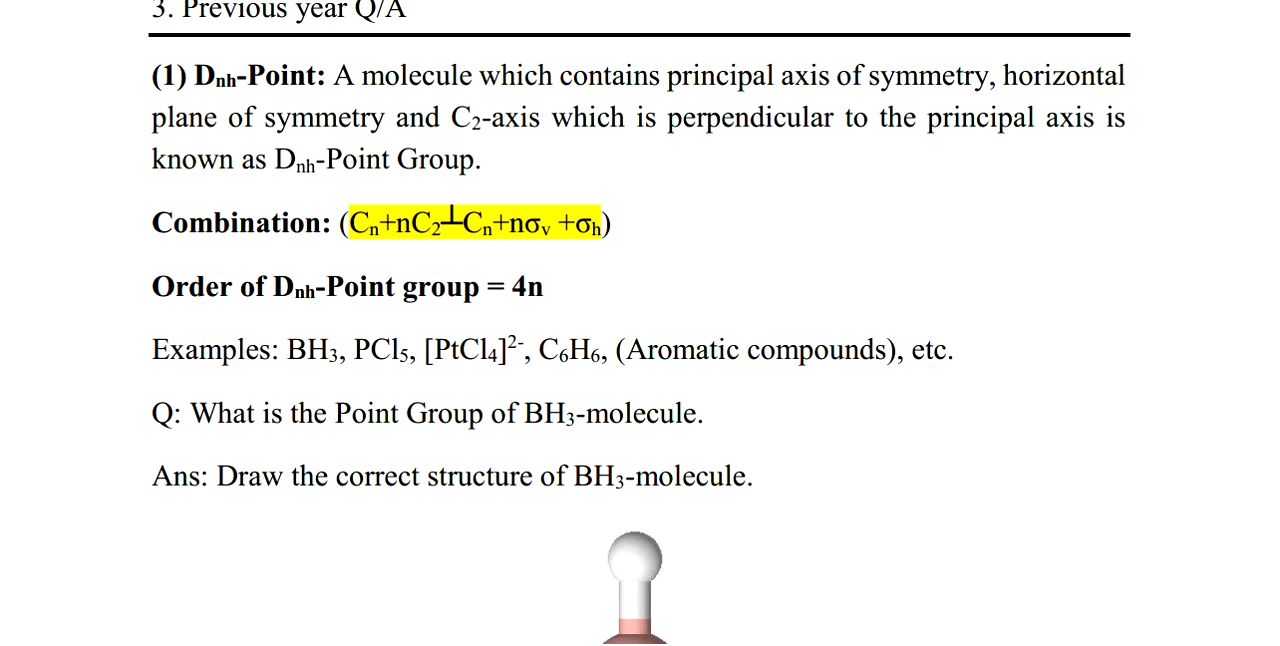 3. Previous year Q/A
(1) Dₙₕ-Point: A molecule which contains principal axis of symmetry, horizontal
plane of symmetry and C₂-axis which is perpendicular to the principal axis is
known as Dₙₕ-Point Group.
Combination: (Cₙ+nC₂⊥Cₙ+nσᵥ +σₕ)
Order of Dₙₕ-Point group = 4n
Examples: BH₃, PCl₅, [PtCl₄]²⁻, C₆H₆, (Aromatic compounds), etc.
Q: What is the Point Group of BH₃-molecule.
Ans: Draw the correct structure of BH₃-molecule.